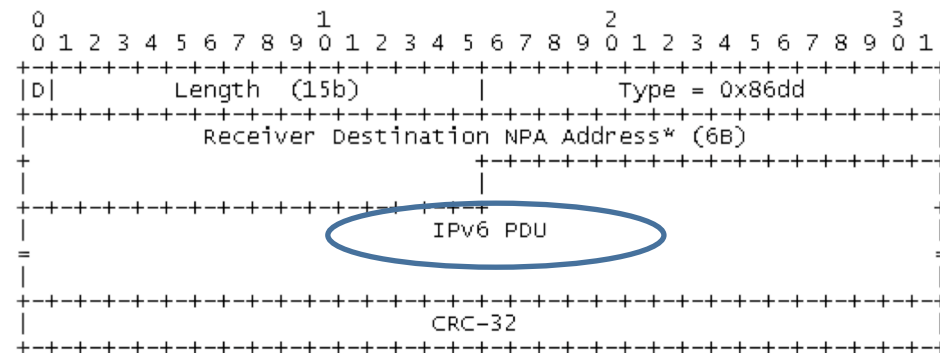 0                   1                   2                   3
0 1 2 3 4 5 6 7 8 9 0 1 2 3 4 5 6 7 8 9 0 1 2 3 4 5 6 7 8 9 0 1
+-+-+-+-+-+-+-+-+-+-+-+-+-+-+-+-+-+-+-+-+-+-+-+-+-+-+-+-+-+-+-+-
|D|        Length  (15b)        |         Type = 0x86dd
+-+-+-+-+-+-+-+-+-+-+-+-+-+-+-+-+-+-+-+-+-+-+-+-+-+-+-+-+-+-+-+-
|            Receiver Destination NPA Address* (6B)             |
+                               +-+-+-+-+-+-+-+-+-+-+-+-+-+-+-+-
|                               |                               |
+-+-+-+-+-+-+-+-+-+-+-+-+-+-+-+-+
|                            IPv6 PDU                           |
=                                                               =
|                                                               |
+-+-+-+-+-+-+-+-+-+-+-+-+-+-+-+-+-+-+-+-+-+-+-+-+-+-+-+-+-+-+-+-
|                            CRC-32                             |
+-+-+-+-+-+-+-+-+-+-+-+-+-+-+-+-+-+-+-+-+-+-+-+-+-+-+-+-+-+-+-+-